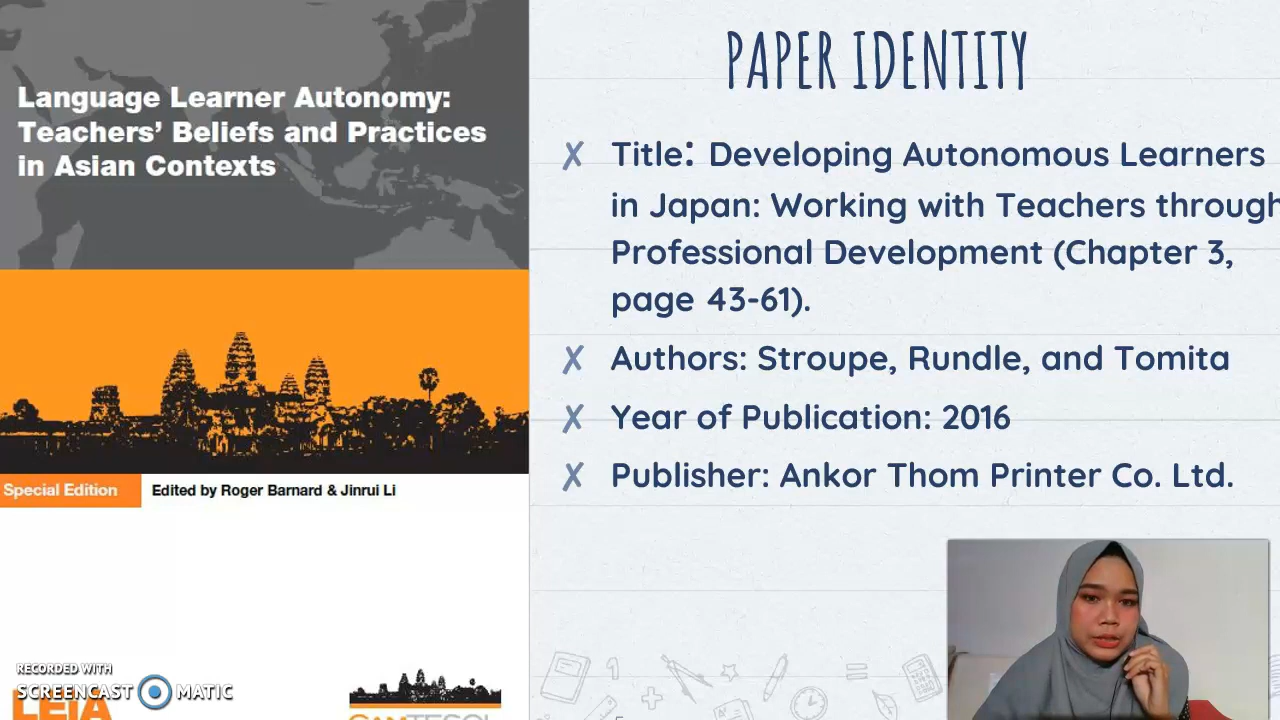 Language Learner Autonomy:
Teachers' Beliefs and Practices
in Asian Contexts
Special Edition
Edited by Roger Barnard & Jinrui Li
RECORDED WITH
SCREENCAST MATIC
LEIA
CAMTESOL
PAPER IDENTITY
✗ Title: Developing Autonomous Learners
in Japan: Working with Teachers through
Professional Development (Chapter 3,
page 43-61).
✗ Authors: Stroupe, Rundle, and Tomita
✗ Year of Publication: 2016
✗ Publisher: Ankor Thom Printer Co. Ltd.